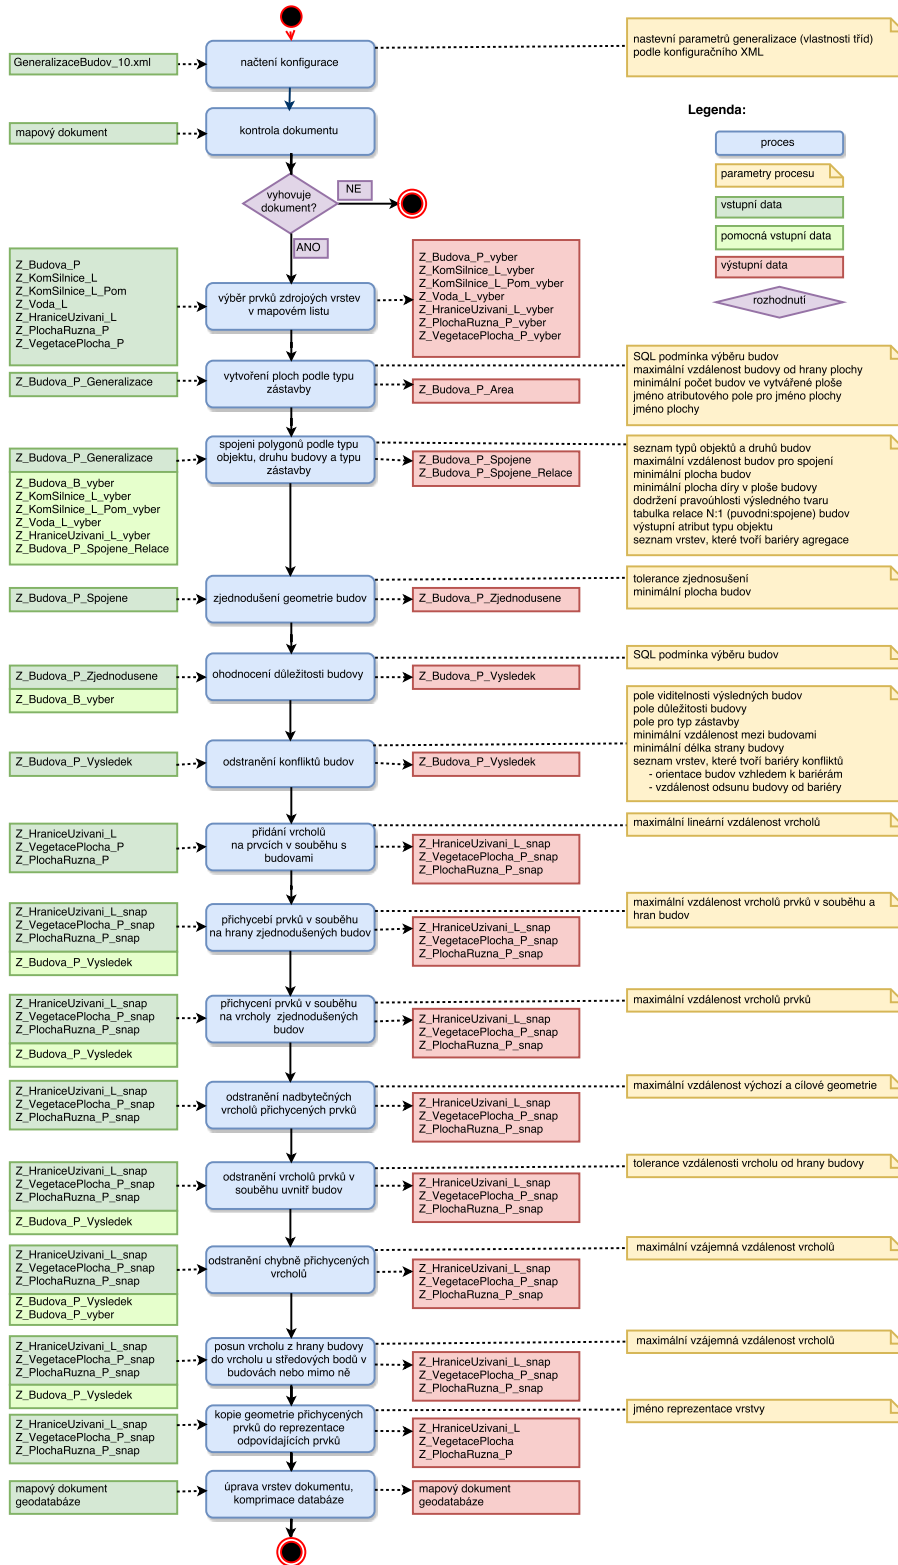 GeneralizaceBudov_10.xml
načtení konfigurace
nastevní parametrů generalizace (vlastnosti tříd)
podle konfiguračního XML
Legenda:
proces
parametry procesu
vstupní data
pomocná vstupní data
výstupní data
rozhodnutí
mapový dokument
kontrola dokumentu
vyhovuje
dokument?
NE
ANO
Z_Budova_P
Z_KomSilnice_L
Z_KomSilnice_L_Pom
Z_Voda_L
Z_HraniceUzivani_L
Z_PlochaRuzna_P
Z_VegetacePlocha_P
výběr prvků zdrojoých vrstev
v mapovém listu
Z_Budova_P_vyber
Z_KomSilnice_L_vyber
Z_KomSilnice_L_Pom_vyber
Z_Voda_L_vyber
Z_HraniceUzivani_L_vyber
Z_PlochaRuzna_P_vyber
Z_VegetacePlocha_P_vyber
Z_Budova_P_Generalizace
vytvoření ploch podle typu
zástavby
Z_Budova_P_Area
SQL podmínka výběru budov
maximální vzdálenost budovy od hrany plochy
minimální počet budov ve vytvářené ploše
jméno atributového pole pro jméno plochy
jméno plochy
Z_Budova_P_Generalizace
Z_Budova_B_vyber
Z_KomSilnice_L_vyber
Z_KomSilnice_L_Pom_vyber
Z_Voda_L_vyber
Z_HraniceUzivani_L_vyber
Z_Budova_P_Spojene_Relace
spojeni polygonů podle typu
objektu, druhu budovy a typu
zástavby
Z_Budova_P_Spojene
Z_Budova_P_Spojene_Relace
seznam typů objektů a druhů budov
maximální vzdálenost budov pro spojení
minimální plocha budov
minimální plocha díry v ploše budovy
dodržení pravoúhlosti výsledného tvaru
tabulka relace N:1 (puvodni:spojene) budov
výstupní atribut typu objektu
seznam vrstev, které tvoří bariéry agregace
Z_Budova_P_Spojene
zjednodušení geometrie budov
Z_Budova_P_Zjednodusene
tolerance zjednosušení
minimální plocha budov
Z_Budova_P_Zjednodusene
Z_Budova_B_vyber
ohodnocení důležitosti budovy
Z_Budova_P_Vysledek
SQL podmínka výběru budov
Z_Budova_P_Vysledek
odstranění konfliktů budov
Z_Budova_P_Vysledek
pole viditelnosti výsledných budov
pole důležitosti budovy
pole pro typ zástavby
minimální vzdálenost mezi budovami
minimální délka strany budovy
seznam vrstev, které tvoří bariéry konfliktů
- orientace budov vzhledem k bariérám
- vzdálenost odsunu budovy od bariéry
Z_HraniceUzivani_L
Z_VegetacePlocha_P
Z_PlochaRuzna_P
přidání vrcholů
na prvcích v souběhu s
budovami
Z_HraniceUzivani_L_snap
Z_VegetacePlocha_P_snap
Z_PlochaRuzna_P_snap
maximální lineární vzdálenost vrcholů
Z_HraniceUzivani_L_snap
Z_VegetacePlocha_P_snap
Z_PlochaRuzna_P_snap
Z_Budova_P_Vysledek
přichycebí prvků v souběhu
na hrany zjednodušených budov
Z_HraniceUzivani_L_snap
Z_VegetacePlocha_P_snap
Z_PlochaRuzna_P_snap
maximální vzdálenost vrcholů prvků v souběhu a
hran budov
Z_HraniceUzivani_L_snap
Z_VegetacePlocha_P_snap
Z_PlochaRuzna_P_snap
Z_Budova_P_Vysledek
přichycení prvků v souběhu
na vrcholy zjednodušených
budov
Z_HraniceUzivani_L_snap
Z_VegetacePlocha_P_snap
Z_PlochaRuzna_P_snap
maximální vzdálenost vrcholů prvků
Z_HraniceUzivani_L_snap
Z_VegetacePlocha_P_snap
Z_PlochaRuzna_P_snap
odstranění nadbytečných
vrcholů přichycených prvků
Z_HraniceUzivani_L_snap
Z_VegetacePlocha_P_snap
Z_PlochaRuzna_P_snap
maximální vzdálenost výchozí a cílové geometrie
Z_HraniceUzivani_L_snap
Z_VegetacePlocha_P_snap
Z_PlochaRuzna_P_snap
Z_Budova_P_Vysledek
odstranění vrcholů prvků v
souběhu uvnitř budov
Z_HraniceUzivani_L_snap
Z_VegetacePlocha_P_snap
Z_PlochaRuzna_P_snap
tolerance vzdálenosti vrcholu od hrany budovy
Z_HraniceUzivani_L_snap
Z_VegetacePlocha_P_snap
Z_PlochaRuzna_P_snap
Z_Budova_P_Vysledek
Z_Budova_P_vyber
odstranění chybně přichycených
vrcholů
Z_HraniceUzivani_L_snap
Z_VegetacePlocha_P_snap
Z_PlochaRuzna_P_snap
maximální vzájemná vzdálenost vrcholů
Z_HraniceUzivani_L_snap
Z_VegetacePlocha_P_snap
Z_PlochaRuzna_P_snap
Z_Budova_P_Vysledek
posun vrcholu z hrany budovy
do vrcholu u středových bodů v
budovách nebo mimo ně
Z_HraniceUzivani_L_snap
Z_VegetacePlocha_P_snap
Z_PlochaRuzna_P_snap
maximální vzájemná vzdálenost vrcholů
Z_HraniceUzivani_L_snap
Z_VegetacePlocha_P_snap
Z_PlochaRuzna_P_snap
kopie geometrie přichycených
prvků do reprezentace
odpovídajících prvků
Z_HraniceUzivani_L
Z_VegetacePlocha
Z_PlochaRuzna_P
jméno reprezentace vrstvy
mapový dokument
geodatabáze
úprava vrstev dokumentu,
komprimace databáze
mapový dokument
geodatabáze